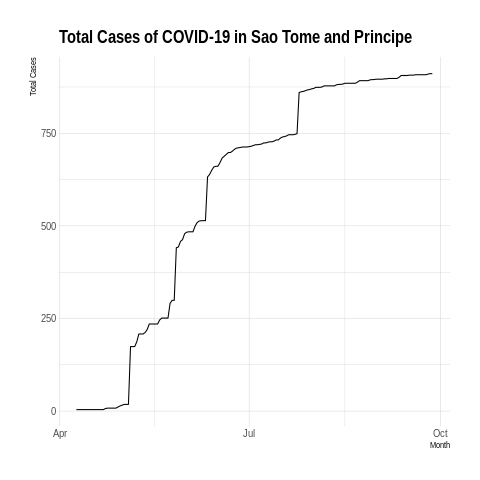 Total Cases of COVID-19 in Sao Tome and Principe
Total Cases
750
500
250
0
Apr
Jul
Oct
Month